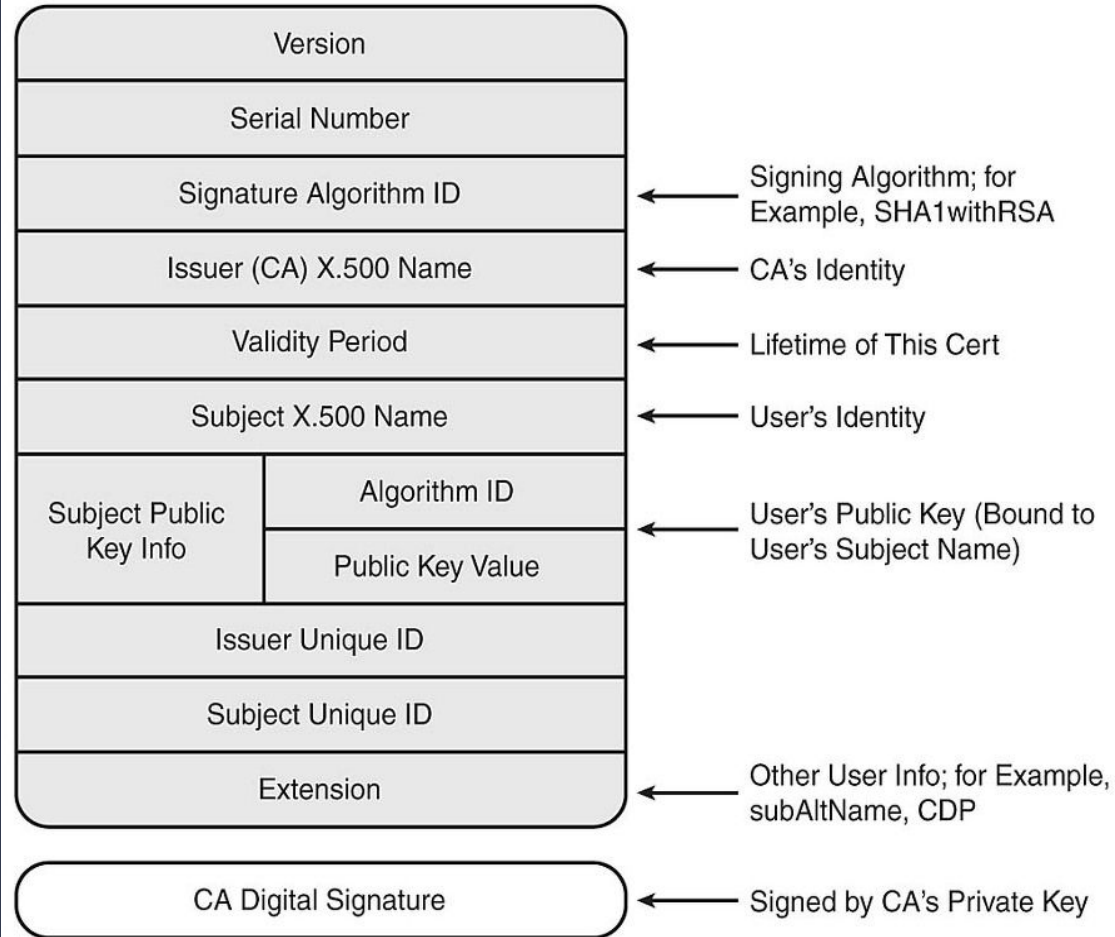 Version
Serial Number
Signature Algorithm ID
Signing Algorithm; for
Example, SHA1withRSA
Issuer (CA) X.500 Name
CA's Identity
Validity Period
Lifetime of This Cert
Subject X.500 Name
User's Identity
Subject Public
Key Info
Algorithm ID
Public Key Value
User's Public Key (Bound to
User's Subject Name)
Issuer Unique ID
Subject Unique ID
Extension
Other User Info; for Example,
subAltName, CDP
CA Digital Signature
Signed by CA's Private Key